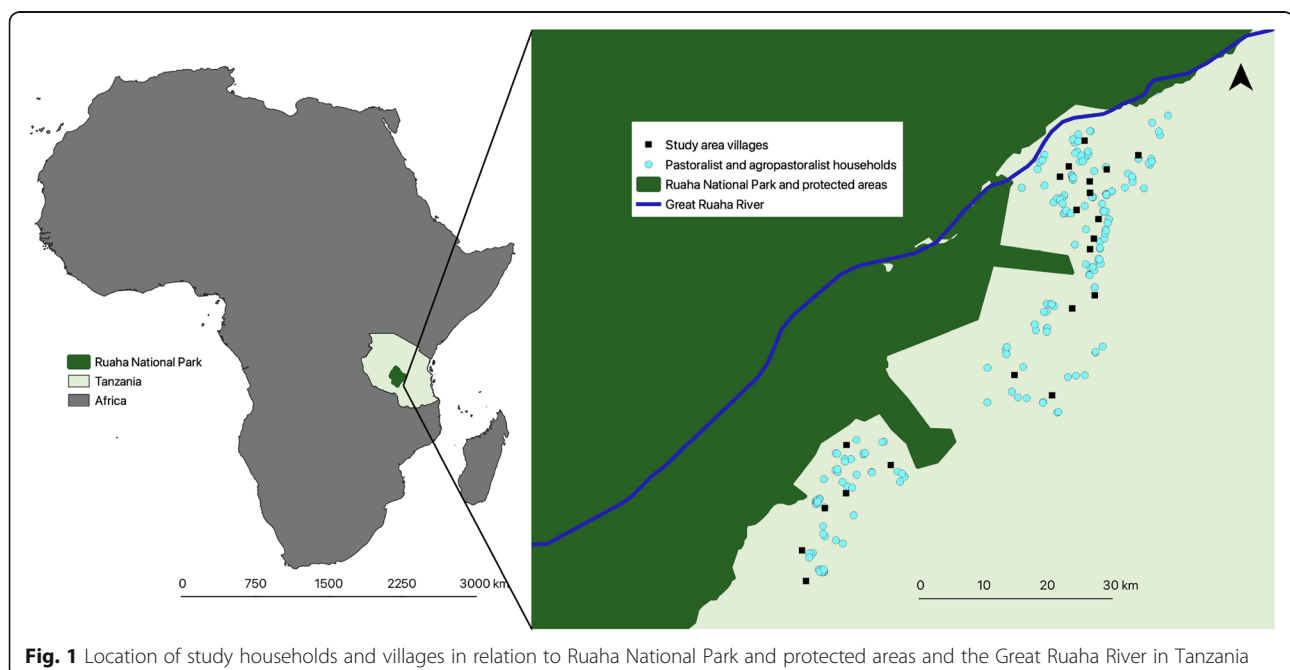 Ruaha National Park
Tanzania
Africa
0 750 1500 2250 3000 km
Study area villages
Pastoralist and agropastoralist households
Ruaha National Park and protected areas
Great Ruaha River
0 10 20 30 km
Fig. 1 Location of study households and villages in relation to Ruaha National Park and protected areas and the Great Ruaha River in Tanzania